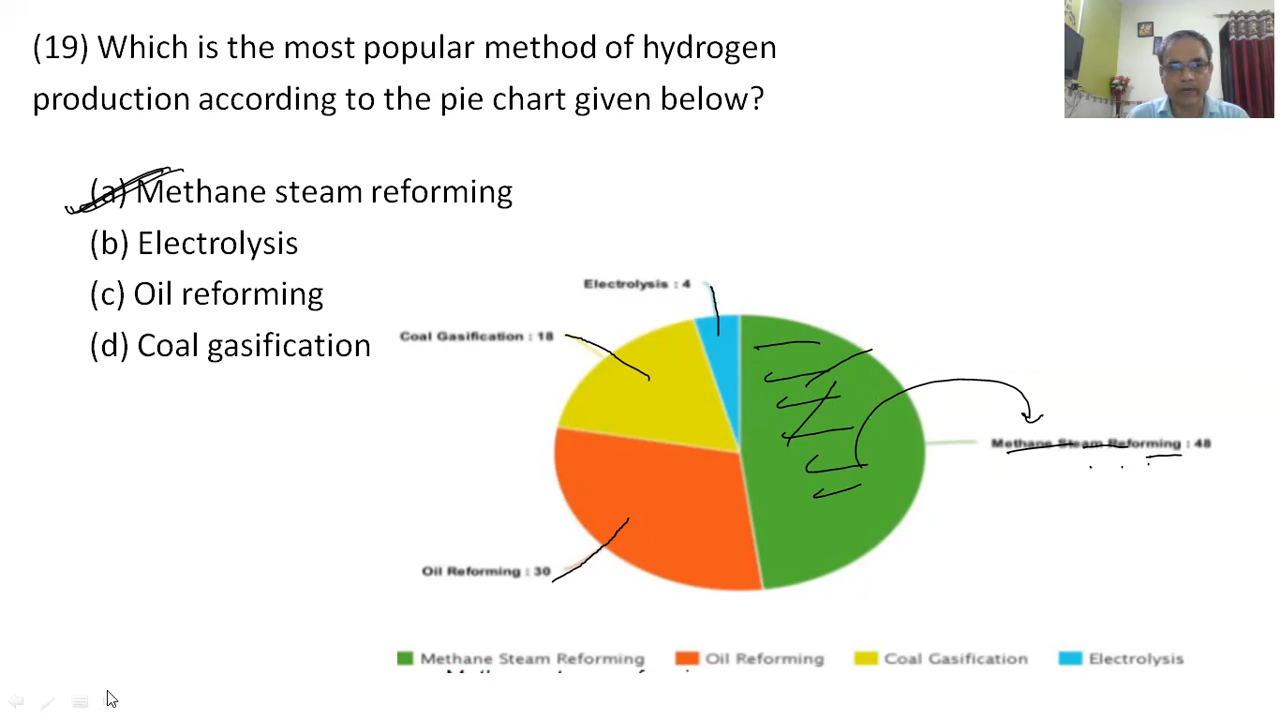 (19) Which is the most popular method of hydrogen
production according to the pie chart given below?
(a) Methane steam reforming
(b) Electrolysis
(c) Oil reforming
(d) Coal gasification
Electrolysis : 4
Coal Gasification : 18
Methane Steam Reforming : 48
Oil Reforming : 30
Methane Steam Reforming
Oil Reforming
Coal Gasification
Electrolysis